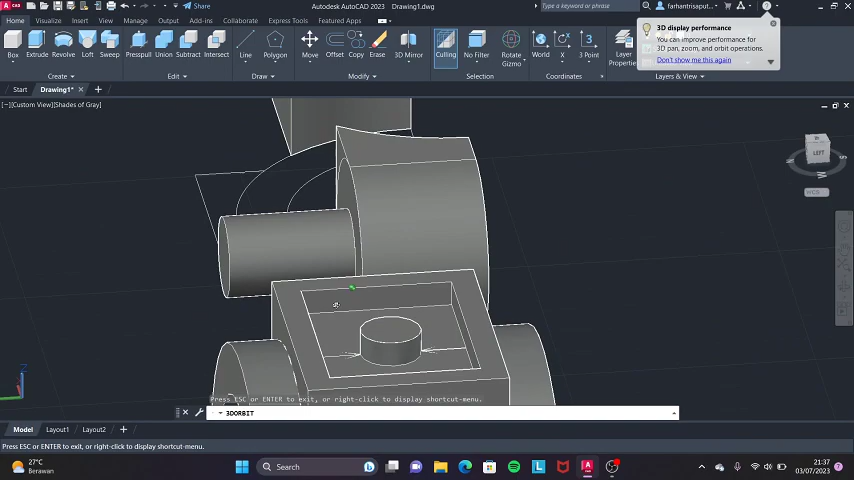 Share
Autodesk AutoCAD 2023 Drawing1.dwg
Type a keyword or phrase
farhantrisaput...
Home Solid Surface Mesh Visualize Insert View Manage Output Add-ins Collaborate Express Tools Featured Apps
Box Extrude Revolve Loft Sweep Presspull Union Subtract Intersect Line Polygon Move Offset Copy Erase 3D Mirror Culling No Filter Rotate Gizmo World X 3 Point Layer Properties
Create Edit Draw Modify Selection Coordinates Layers & View
3D display performance
You can improve performance for
3D pan, zoom, and orbit operations.
Don't show me this again
Start Drawing1*
[−][Custom View][Shades of Gray]
LEFT
Z
Press ESC or ENTER to exit, or right-click to display shortcut-menu.
3DORBIT
Model Layout1 Layout2
Press ESC or ENTER to exit, or right-click to display shortcut-menu.
27°C
Berawan
Search
21:37
03/07/2023